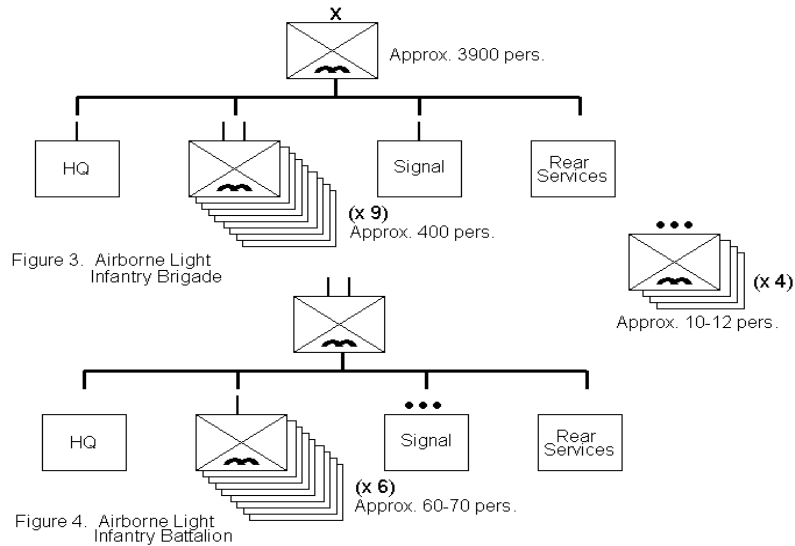 X
Approx. 3900 pers.
HQ
Signal
Rear
Services
(x 9)
Approx. 400 pers.
Figure 3. Airborne Light
Infantry Brigade
(x 4)
Approx. 10-12 pers.
HQ
Signal
Rear
Services
(x 6)
Approx. 60-70 pers.
Figure 4. Airborne Light
Infantry Battalion